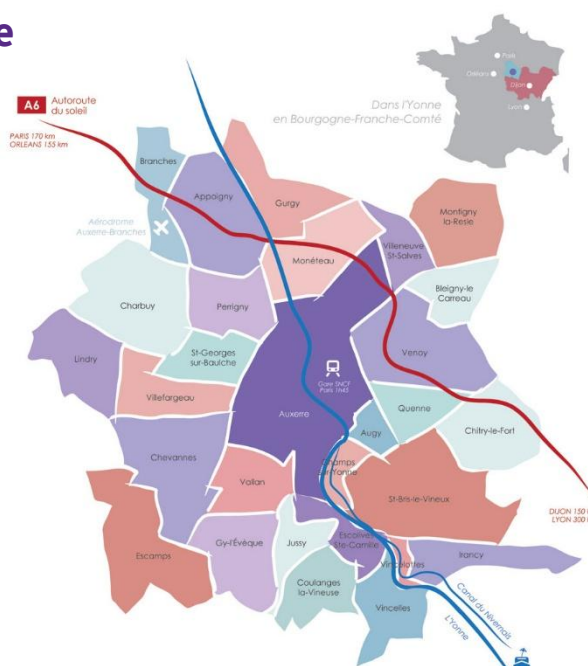 e
Paris
Orléans
Dijon
Lyon
Dans l'Yonne
en Bourgogne-Franche-Comté
A6
Autoroute
du soleil
PARIS 170 km
ORLEANS 155 km
Branches
Appoigny
Gurgy
Montigny
la-Resle
Aérodrome
Auxerre-Branches
Monéteau
Villeneuve
St-Salves
Bleigny-le
Carreau
Charbuy
Perrigny
St-Georges
sur-Baulche
Venoy
Lindry
Villefargeau
Gare SNCF
Paris 1h45
Auxerre
Quenne
Augy
Chitry-le-Fort
Chevannes
Champs
sur-Yonne
Vallan
St-Bris-le-Vineux
DIJON 150
LYON 300
Escamps
Gy-l'Évèque
Jussy
Escolives
Ste-Camille
Vincelottes
Irancy
Coulanges
la-Vineuse
Vincelles
Canal du Nivernais
L'Yonne